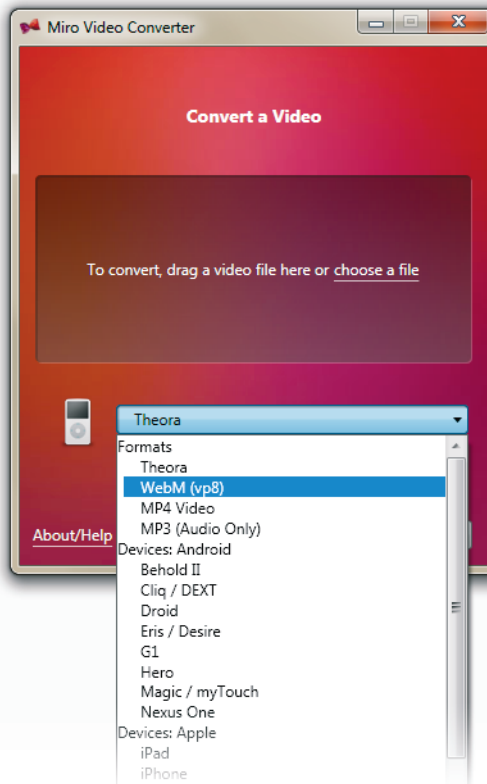 Miro Video Converter
Convert a Video
To convert, drag a video file here or choose a file
Theora
Formats
Theora
WebM (vp8)
MP4 Video
MP3 (Audio Only)
About/Help
Devices: Android
Behold II
Cliq / DEXT
Droid
Eris / Desire
G1
Hero
Magic / myTouch
Nexus One
Devices: Apple
iPad
iPhone